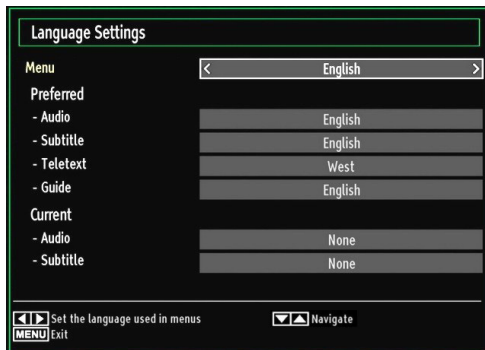 Language Settings
Menu < English >
Preferred
- Audio English
- Subtitle English
- Teletext West
- Guide English
Current
- Audio None
- Subtitle None
Set the language used in menus Navigate
MENU Exit